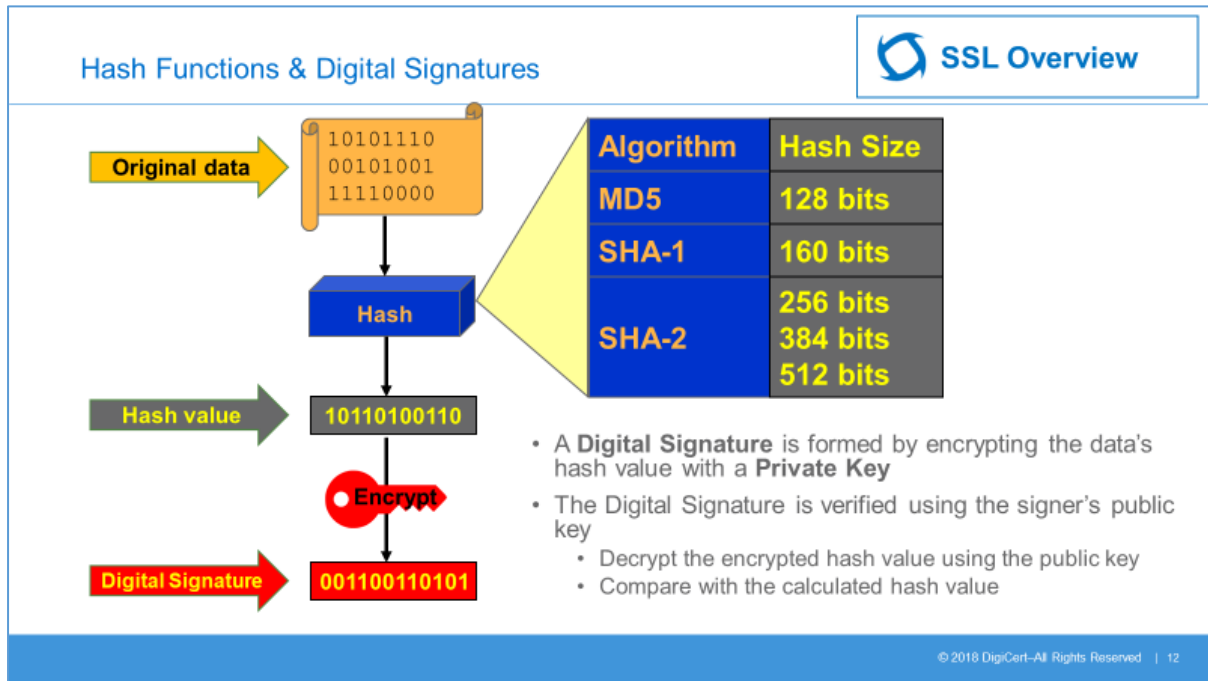 Hash Functions & Digital Signatures
SSL Overview
Original data
10101110
00101001
11110000
Hash
Hash value
10110100110
Encrypt
Digital Signature
001100110101
Algorithm Hash Size
MD5 128 bits
SHA-1 160 bits
SHA-2 256 bits
384 bits
512 bits
• A Digital Signature is formed by encrypting the data's
hash value with a Private Key
• The Digital Signature is verified using the signer's public
key
• Decrypt the encrypted hash value using the public key
• Compare with the calculated hash value
© 2018 DigiCert–All Rights Reserved | 12